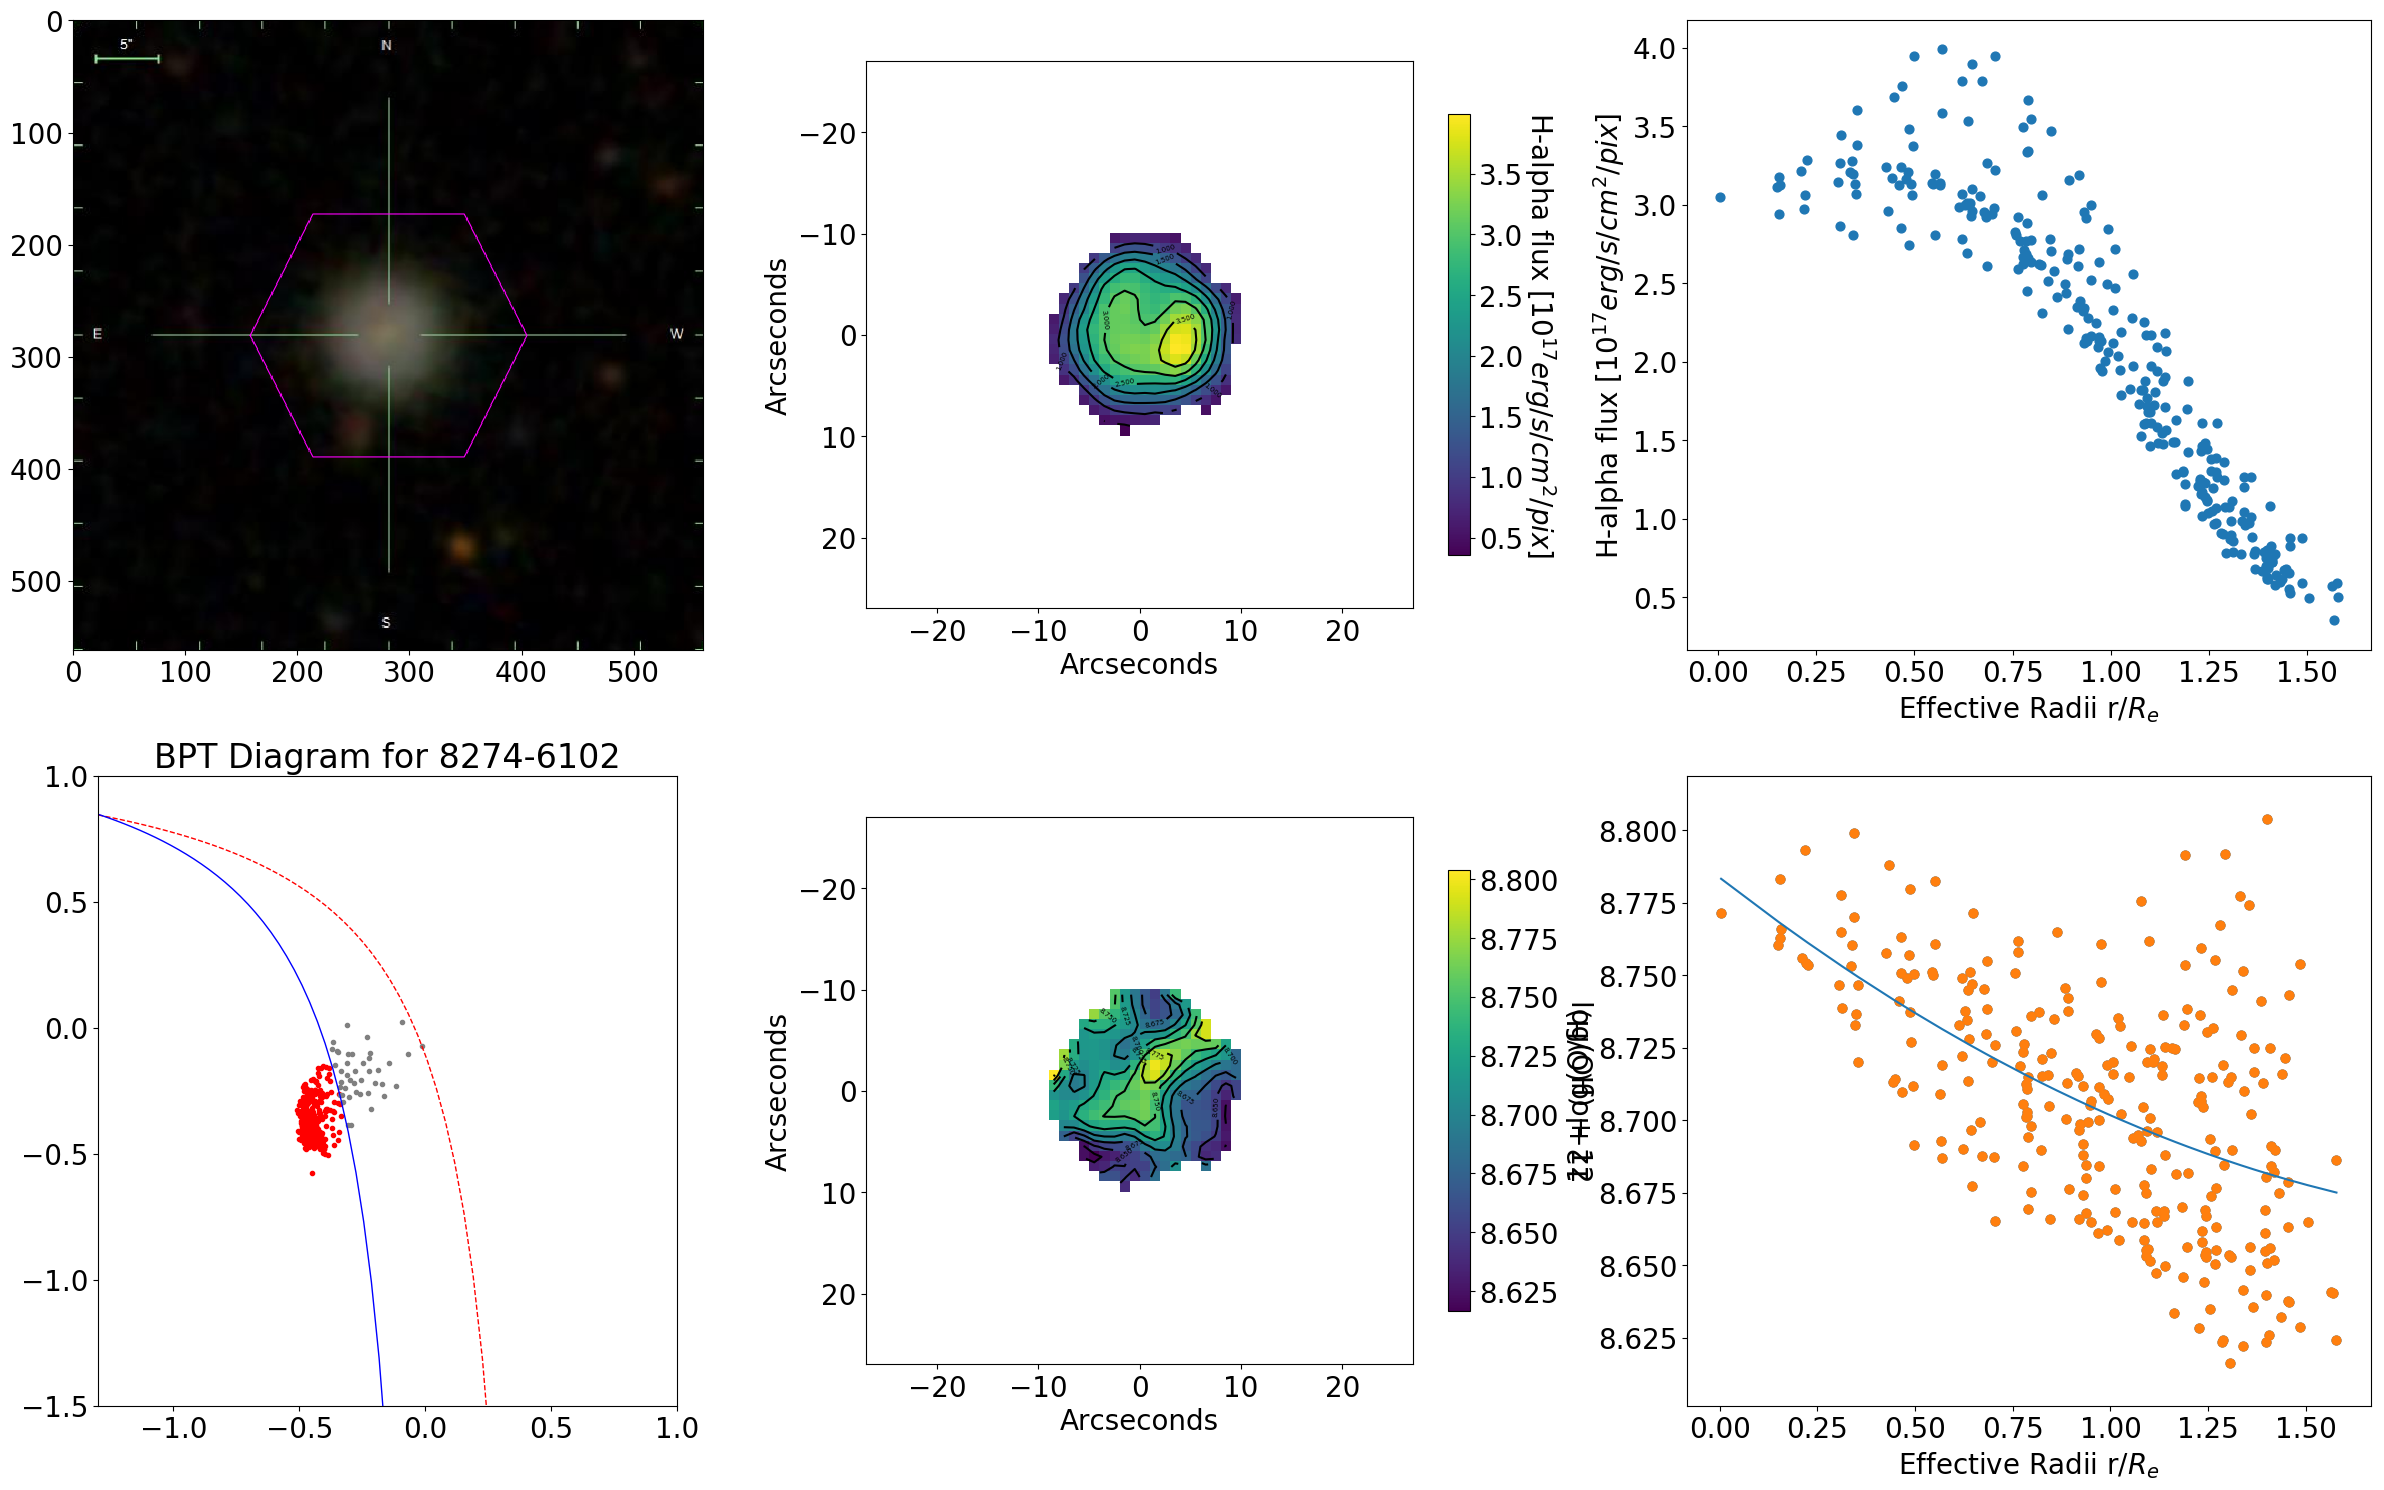 0
100
200
300
400
500
0 100 200 300 400 500
5"
N
E
W
S
−20
−10
0
10
20
−20 −10 0 10 20
Arcseconds
Arcseconds
3.5
3.0
2.5
2.0
1.5
1.0
0.5
H-alpha flux [10^17 erg/s/cm^2/pix]
H-alpha flux [10^17 erg/s/cm^2/pix]
4.0
3.5
3.0
2.5
2.0
1.5
1.0
0.5
0.00 0.25 0.50 0.75 1.00 1.25 1.50
Effective Radii r/R_e
BPT Diagram for 8274-6102
1.0
0.5
0.0
−0.5
−1.0
−1.5
−1.0 −0.5 0.0 0.5 1.0
−20
−10
0
10
20
−20 −10 0 10 20
Arcseconds
Arcseconds
8.800
8.775
8.750
8.725
8.700
8.675
8.650
8.625
8.800
8.775
8.750
8.725
8.700
8.675
8.650
8.625
0.00 0.25 0.50 0.75 1.00 1.25 1.50
Effective Radii r/R_e